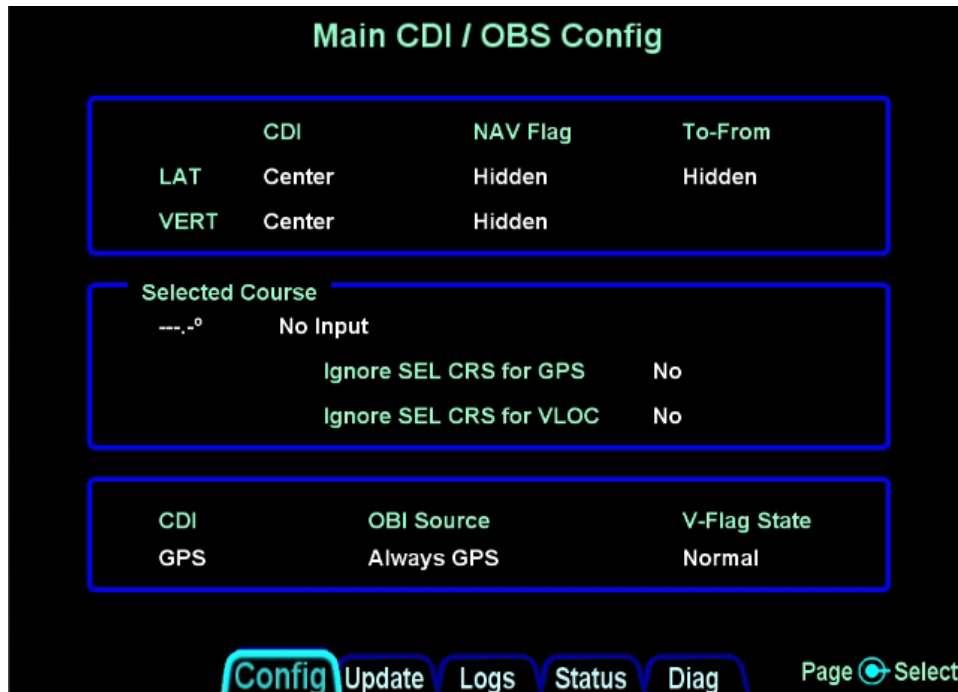 Main CDI / OBS Config
CDI NAV Flag To-From
LAT Center Hidden Hidden
VERT Center Hidden
Selected Course
---.-º No Input
Ignore SEL CRS for GPS No
Ignore SEL CRS for VLOC No
CDI OBI Source V-Flag State
GPS Always GPS Normal
Config Update Logs Status Diag Page Select